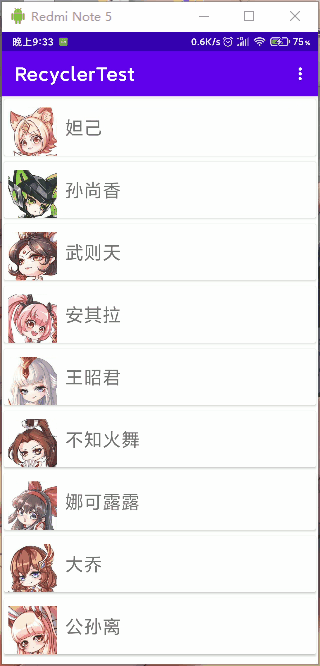 Redmi Note 5
晚上9:33 0.6K/s 75%
RecyclerTest
妲己
孙尚香
武则天
安其拉
王昭君
不知火舞
娜可露露
大乔
公孙离